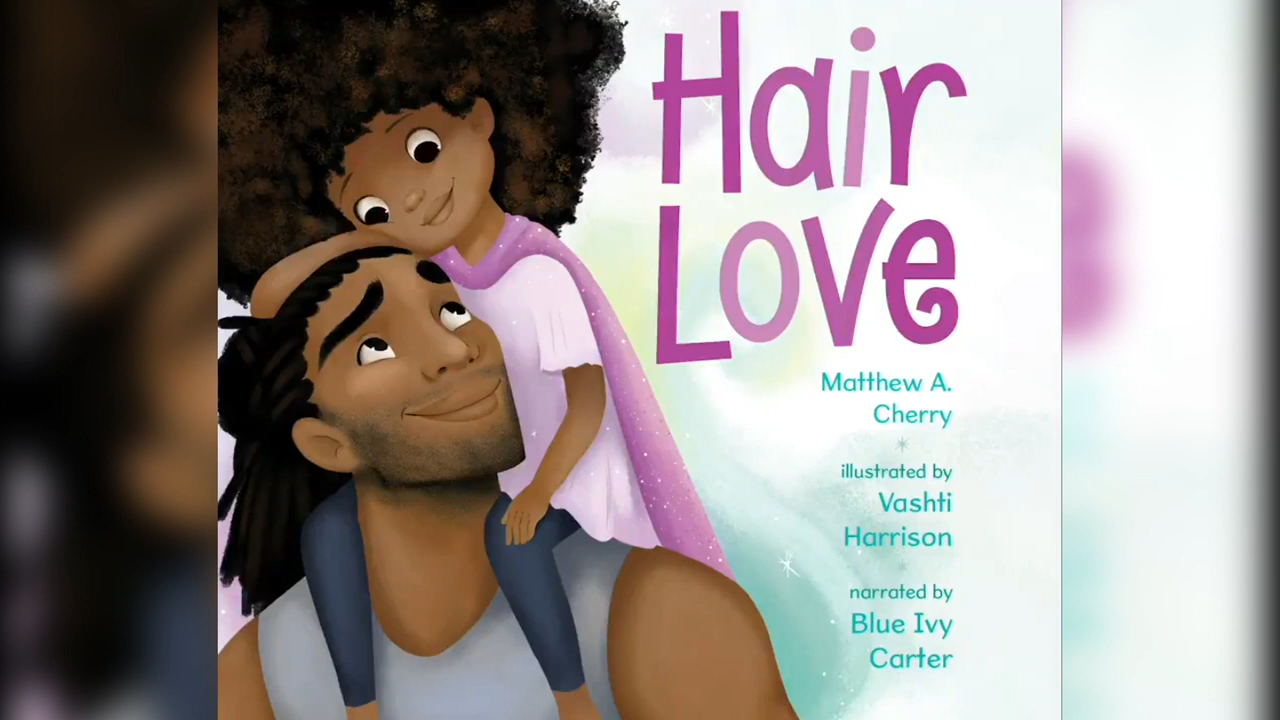 Hair
Love
Matthew A.
Cherry
illustrated by
Vashti
Harrison
narrated by
Blue Ivy
Carter